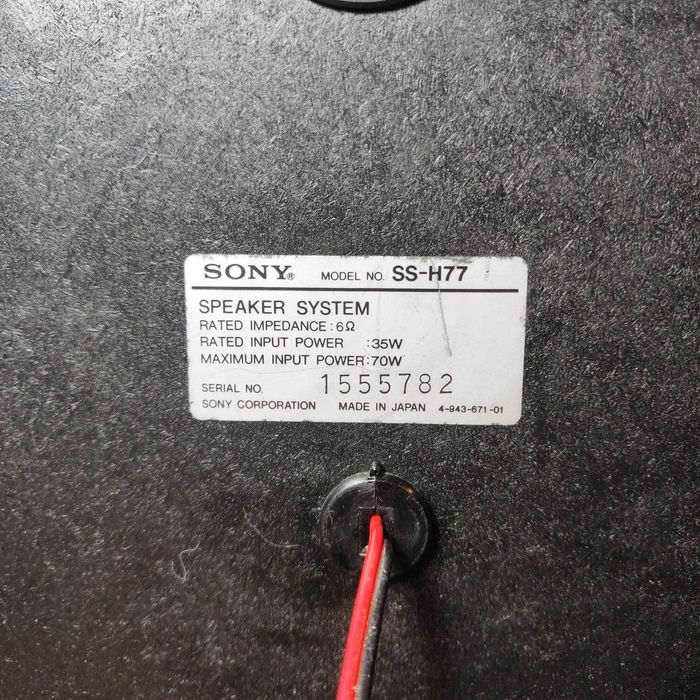 SONY® MODEL NO. SS-H77
SPEAKER SYSTEM
RATED IMPEDANCE : 6Ω
RATED INPUT POWER : 35W
MAXIMUM INPUT POWER : 70W
SERIAL NO. 1555782
SONY CORPORATION MADE IN JAPAN 4-943-671-01